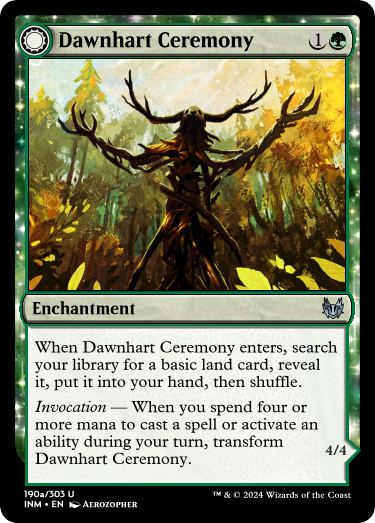 Dawnhart Ceremony 1
Enchantment
When Dawnhart Ceremony enters, search
your library for a basic land card, reveal
it, put it into your hand, then shuffle.
Invocation — When you spend four or
more mana to cast a spell or activate an
ability during your turn, transform
Dawnhart Ceremony.
4/4
190a/303 U
INM • EN Aerozopher
™ & © 2024 Wizards of the Coast